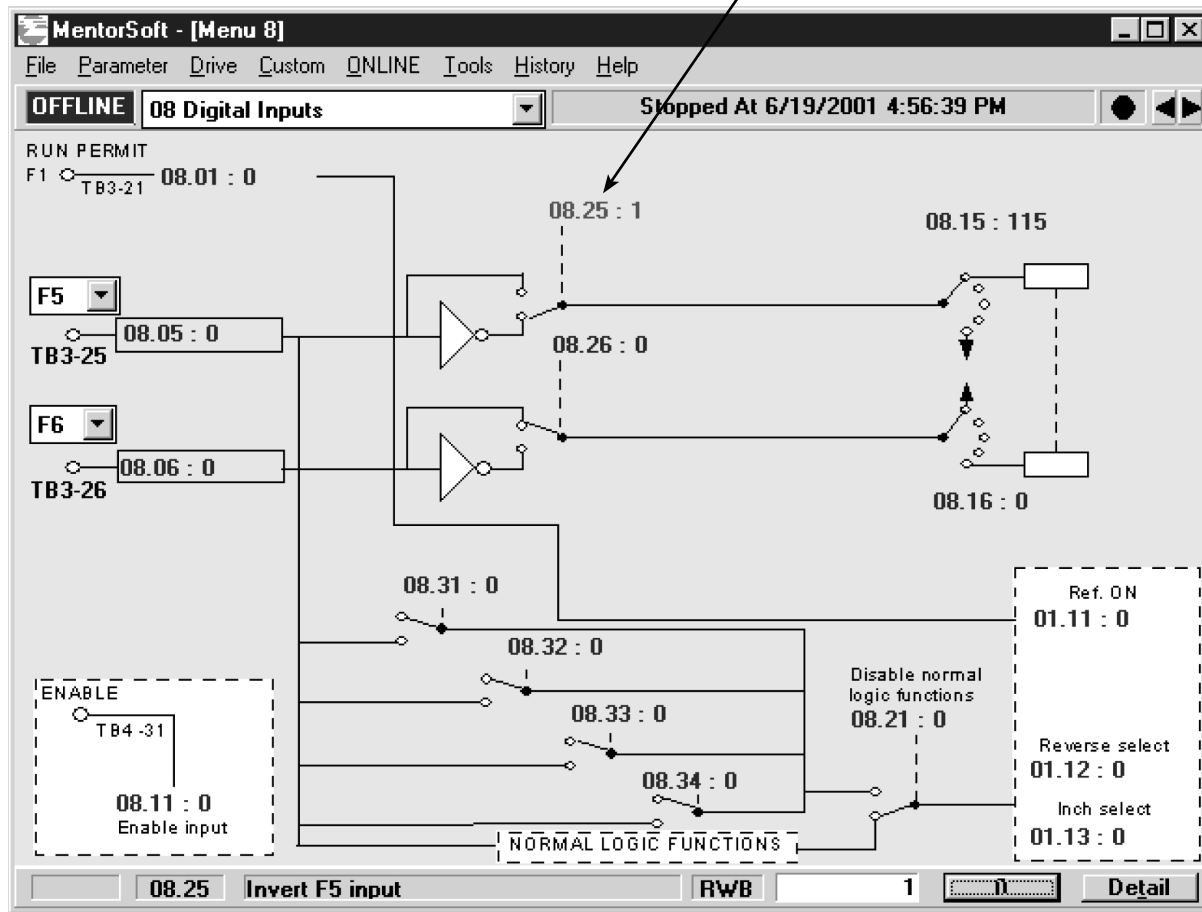 MentorSoft - [Menu 8]
File Parameter Drive Custom ONLINE Tools History Help
OFFLINE 08 Digital Inputs Stopped At 6/19/2001 4:56:39 PM
RUN PERMIT
F1 TB3-21 08.01 : 0
08.25 : 1
08.15 : 115
F5
08.05 : 0
TB3-25
08.26 : 0
F6
08.06 : 0
TB3-26
08.16 : 0
08.31 : 0
Ref. ON
01.11 : 0
08.32 : 0
Disable normal
logic functions
08.21 : 0
ENABLE
TB4 -31
08.33 : 0
Reverse select
01.12 : 0
08.34 : 0
08.11 : 0
Enable input
Inch select
01.13 : 0
NORMAL LOGIC FUNCTIONS
08.25 Invert F5 input RWB 1 Detail